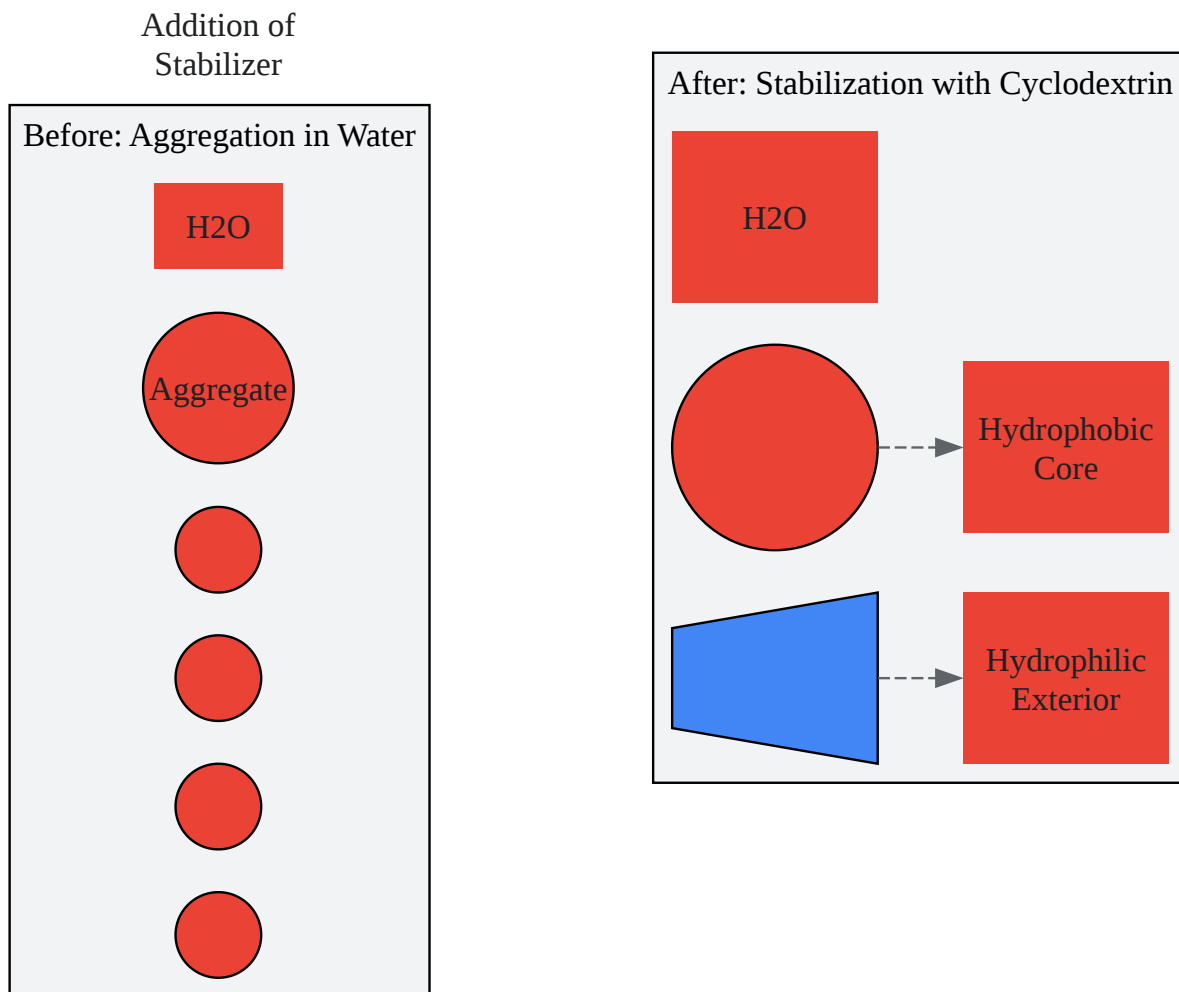 Addition of
Stabilizer
Before: Aggregation in Water
H2O
Aggregate
After: Stabilization with Cyclodextrin
H2O
Hydrophobic
Core
Hydrophilic
Exterior